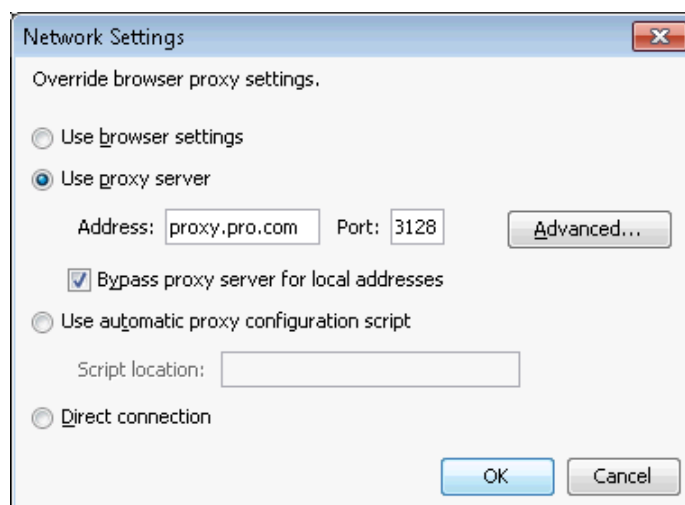 Network Settings
Override browser proxy settings.
Use browser settings
Use proxy server
Address: proxy.pro.com Port: 3128 Advanced...
Bypass proxy server for local addresses
Use automatic proxy configuration script
Script location:
Direct connection
OK Cancel